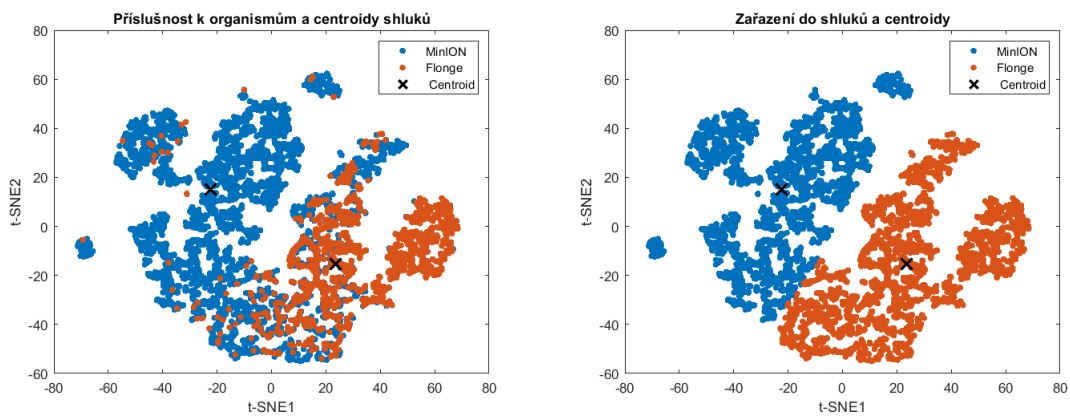 Příslušnost k organismům a centroidy shluků
80
60
40
20
0
-20
-40
-60
t-SNE2
-80 -60 -40 -20 0 20 40 60 80
t-SNE1
MinION
Flonge
Centroid
Zařazení do shluků a centroidy
80
60
40
20
0
-20
-40
-60
t-SNE2
-80 -60 -40 -20 0 20 40 60 80
t-SNE1
MinION
Flonge
Centroid